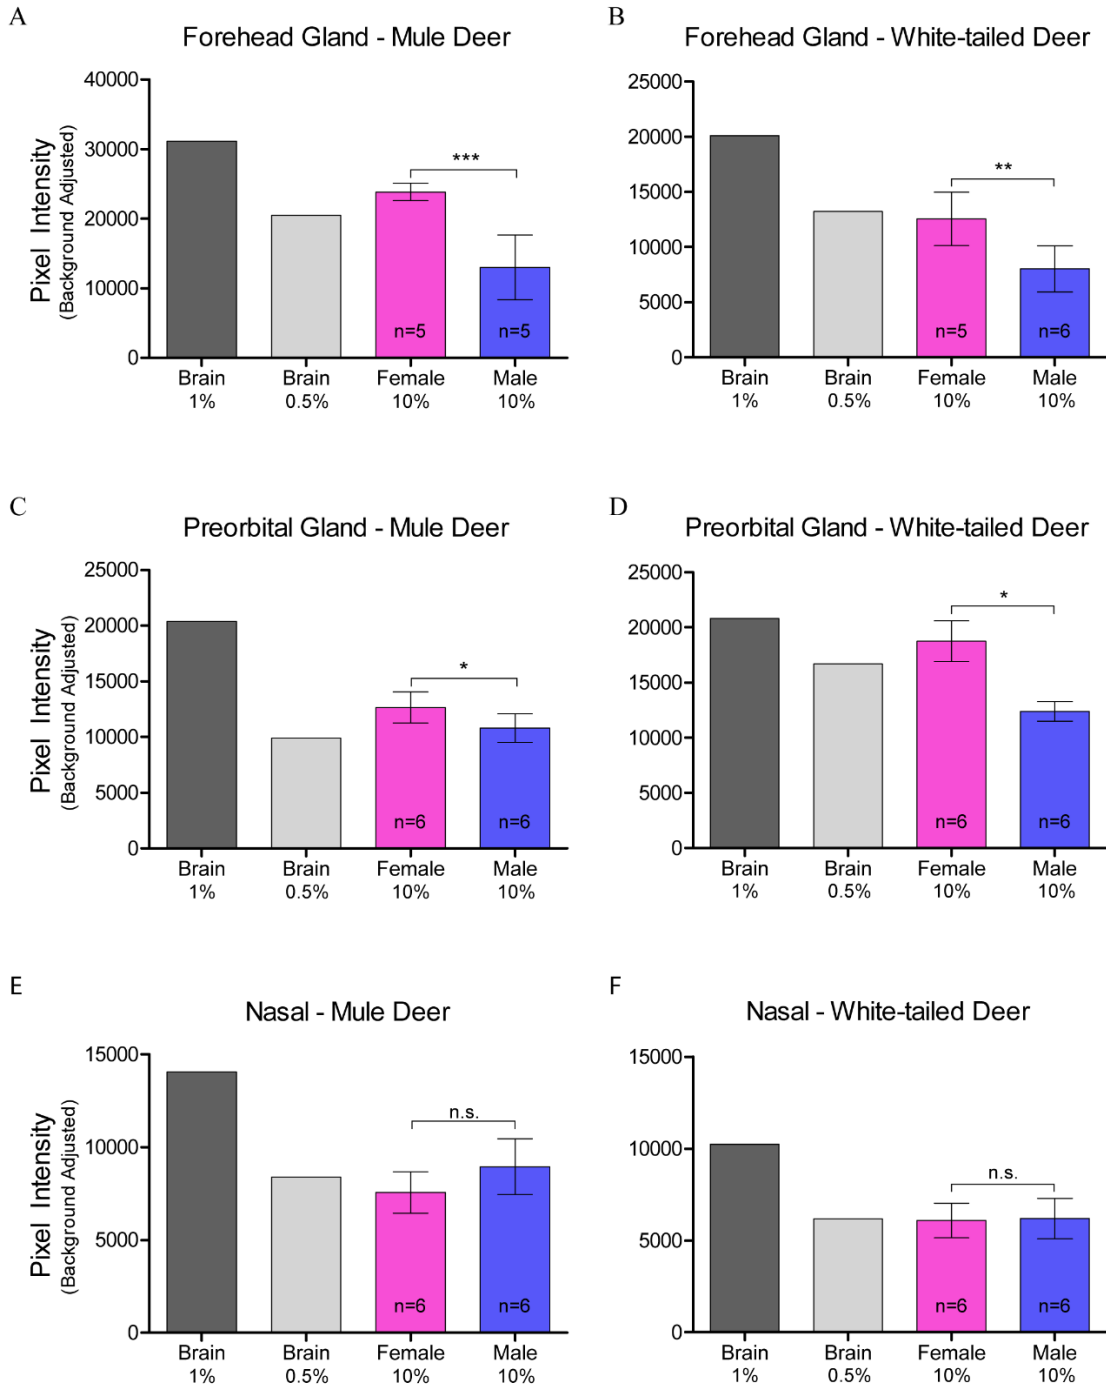 A
Forehead Gland - Mule Deer
Pixel Intensity
(Background Adjusted)
40000
30000
20000
10000
0
***
n=5
n=5
Brain
1%
Brain
0.5%
Female
10%
Male
10%
B
Forehead Gland - White-tailed Deer
25000
20000
15000
10000
5000
0
**
n=5
n=6
Brain
1%
Brain
0.5%
Female
10%
Male
10%
C
Preorbital Gland - Mule Deer
Pixel Intensity
(Background Adjusted)
25000
20000
15000
10000
5000
0
*
n=6
n=6
Brain
1%
Brain
0.5%
Female
10%
Male
10%
D
Preorbital Gland - White-tailed Deer
25000
20000
15000
10000
5000
0
*
n=6
n=6
Brain
1%
Brain
0.5%
Female
10%
Male
10%
E
Nasal - Mule Deer
Pixel Intensity
(Background Adjusted)
15000
10000
5000
0
n.s.
n=6
n=6
Brain
1%
Brain
0.5%
Female
10%
Male
10%
F
Nasal - White-tailed Deer
15000
10000
5000
0
n.s.
n=6
n=6
Brain
1%
Brain
0.5%
Female
10%
Male
10%